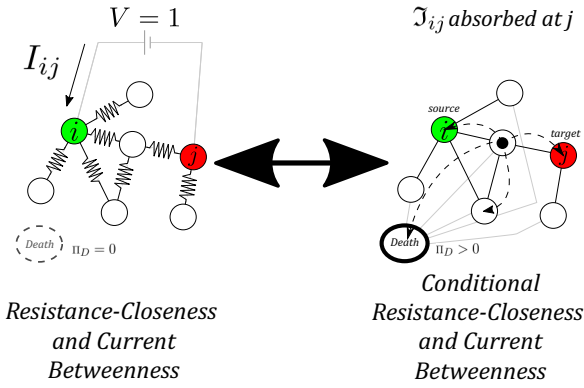 V = 1
I_{ij}
i
j
Death
Π_D = 0
Resistance-Closeness
and Current
Betweenness
ℑ_{ij} absorbed at j
source
i
target
j
Death
Π_D > 0
Conditional
Resistance-Closeness
and Current
Betweenness